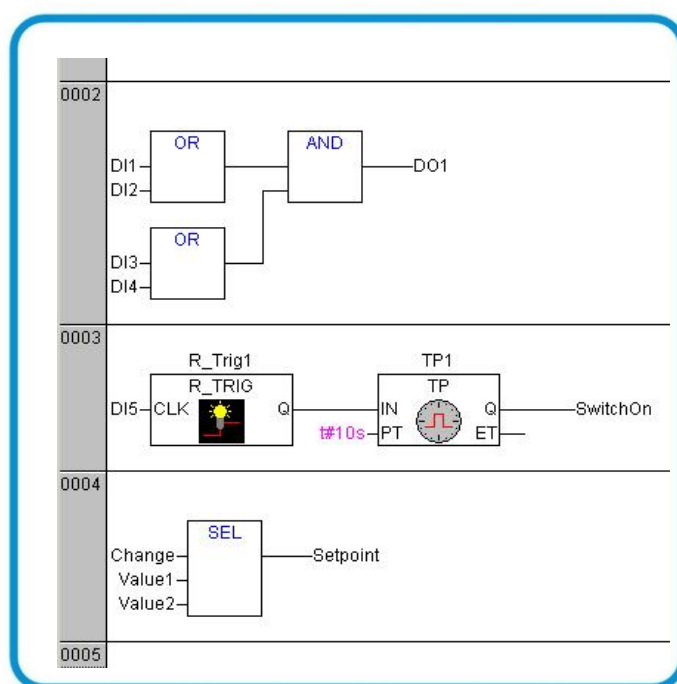 0002
OR
AND
DI1
DO1
DI2
OR
DI3
DI4
0003
R_Trig1
TP1
R_TRIG
TP
DI5
CLK
Q
IN
Q
SwitchOn
t#10s
PT
ET
0004
SEL
Change
Setpoint
Value1
Value2
0005